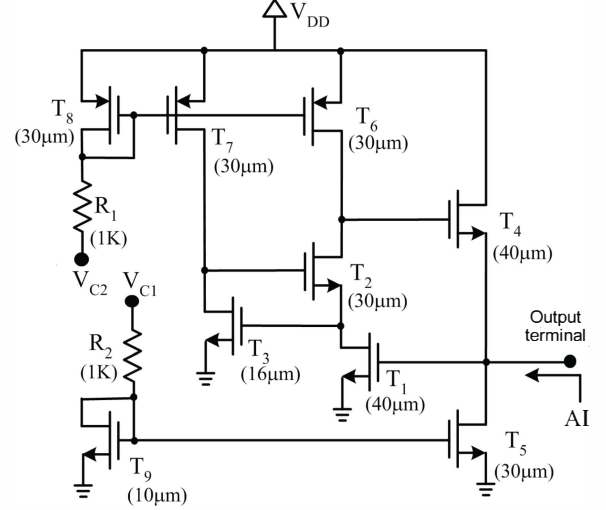 V_DD
T_8
(30μm)
T_7
(30μm)
T_6
(30μm)
R_1
(1K)
V_C2
V_C1
T_4
(40μm)
T_2
(30μm)
R_2
(1K)
T_3
(16μm)
T_1
(40μm)
Output
terminal
AI
T_9
(10μm)
T_5
(30μm)